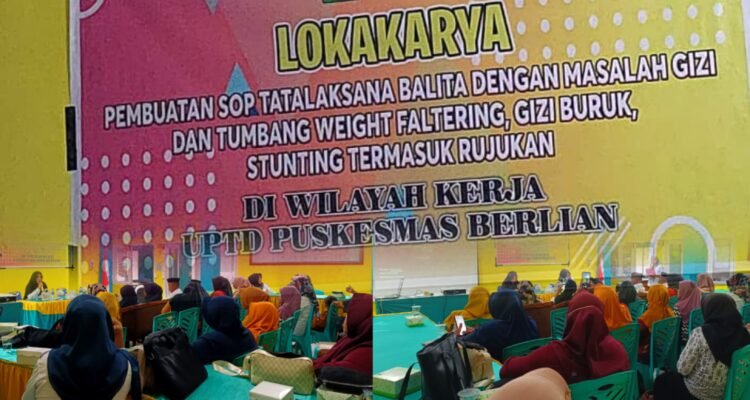 LOKAKARYA
PEMBUATAN SOP TATALAKSANA BALITA DENGAN MASALAH GIZI
DAN TUMBANG WEIGHT FALTERING, GIZI BURUK,
STUNTING TERMASUK RUJUKAN
DI WILAYAH KERJA
UPTD PUSKESMAS BERLIAN